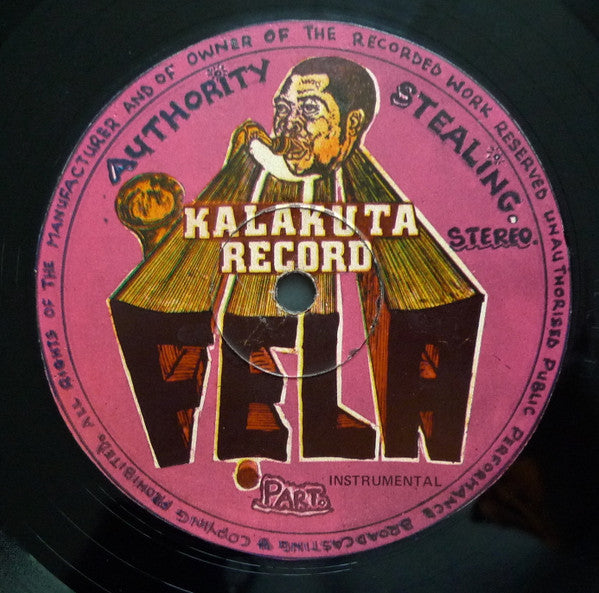 ALL RIGHTS OF THE MANUFACTURER AND OF OWNER OF THE RECORDED WORK RESERVED UNAUTHORISED PUBLIC PERFORMANCE BROADCASTING & COPYING PROHIBITED.
AUTHORITY STEALING.
STEREO.
KALAKUTA
RECORD
FẸLA
PART.
INSTRUMENTAL